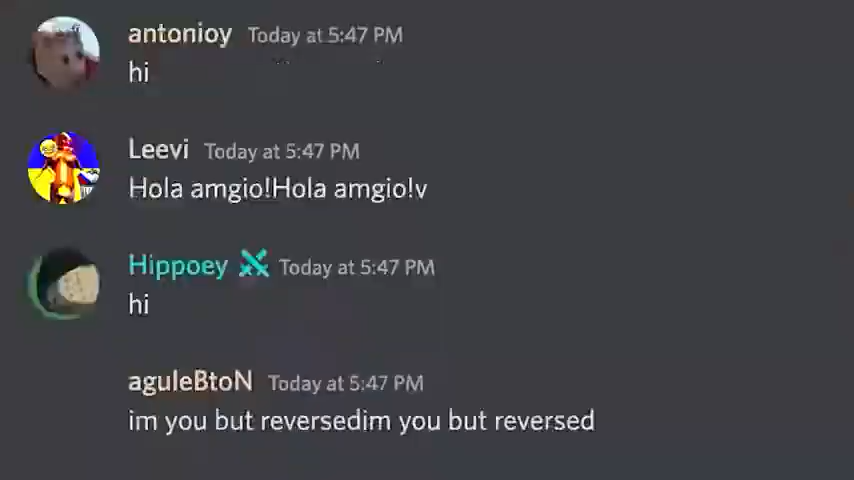 antonioy Today at 5:47 PM
hi
Leevi Today at 5:47 PM
Hola amgio!Hola amgio!v
Hippoey Today at 5:47 PM
hi
aguleBtoN Today at 5:47 PM
im you but reversedim you but reversed